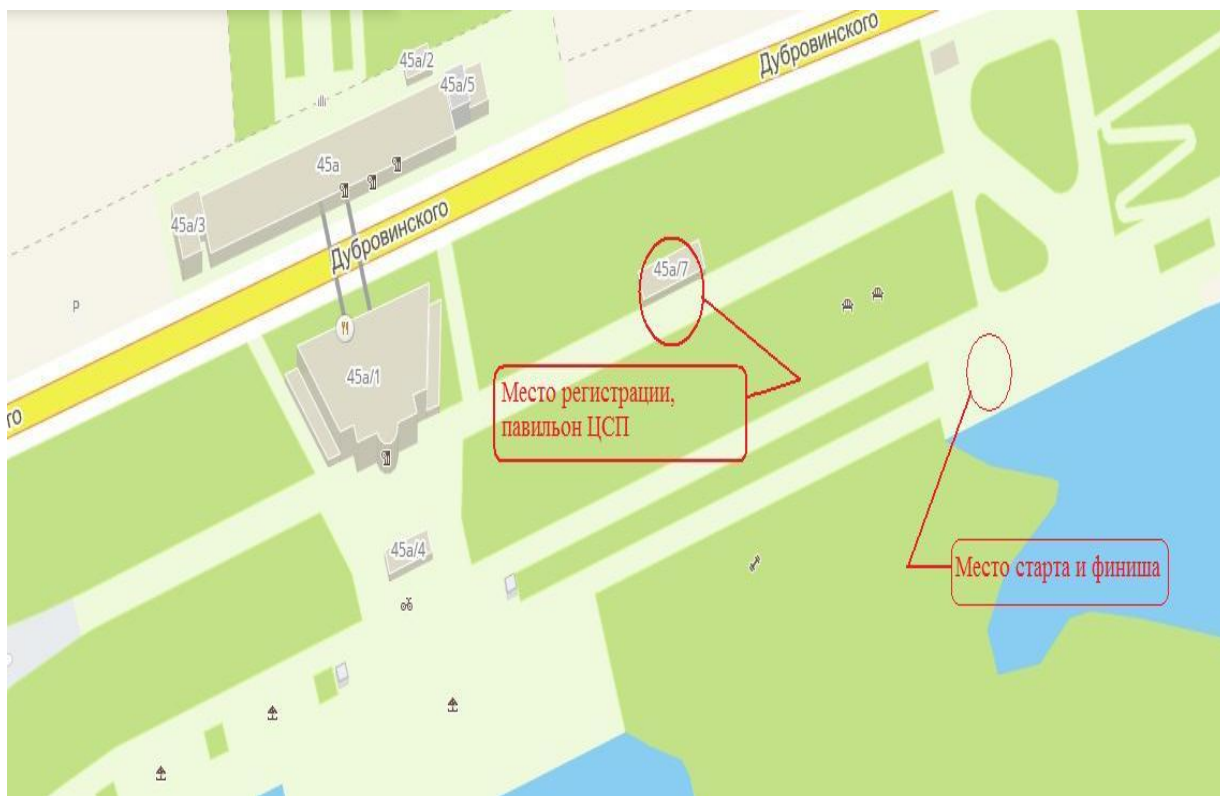 Дубровинского
45а/2
45а/5
45а
45а/3
Дубровинского
P
45а/7
45а/1
Место регистрации,
павильон ЦСП
го
45а/4
Место старта и финиша